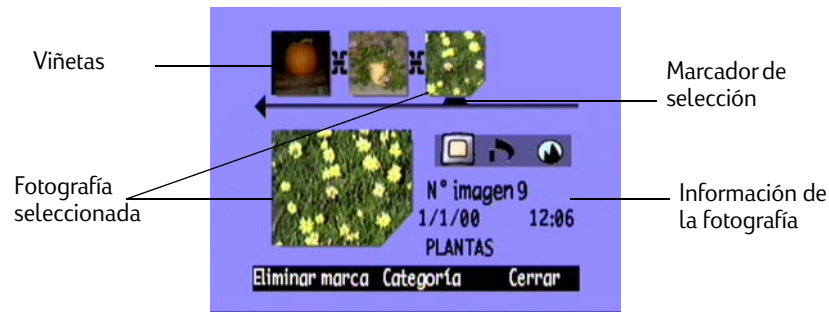 Viñetas
Marcador de
selección
Fotografía
seleccionada
Nº imagen 9
1/1/00 12:06
PLANTAS
Información de
la fotografía
Eliminar marca Categoría Cerrar